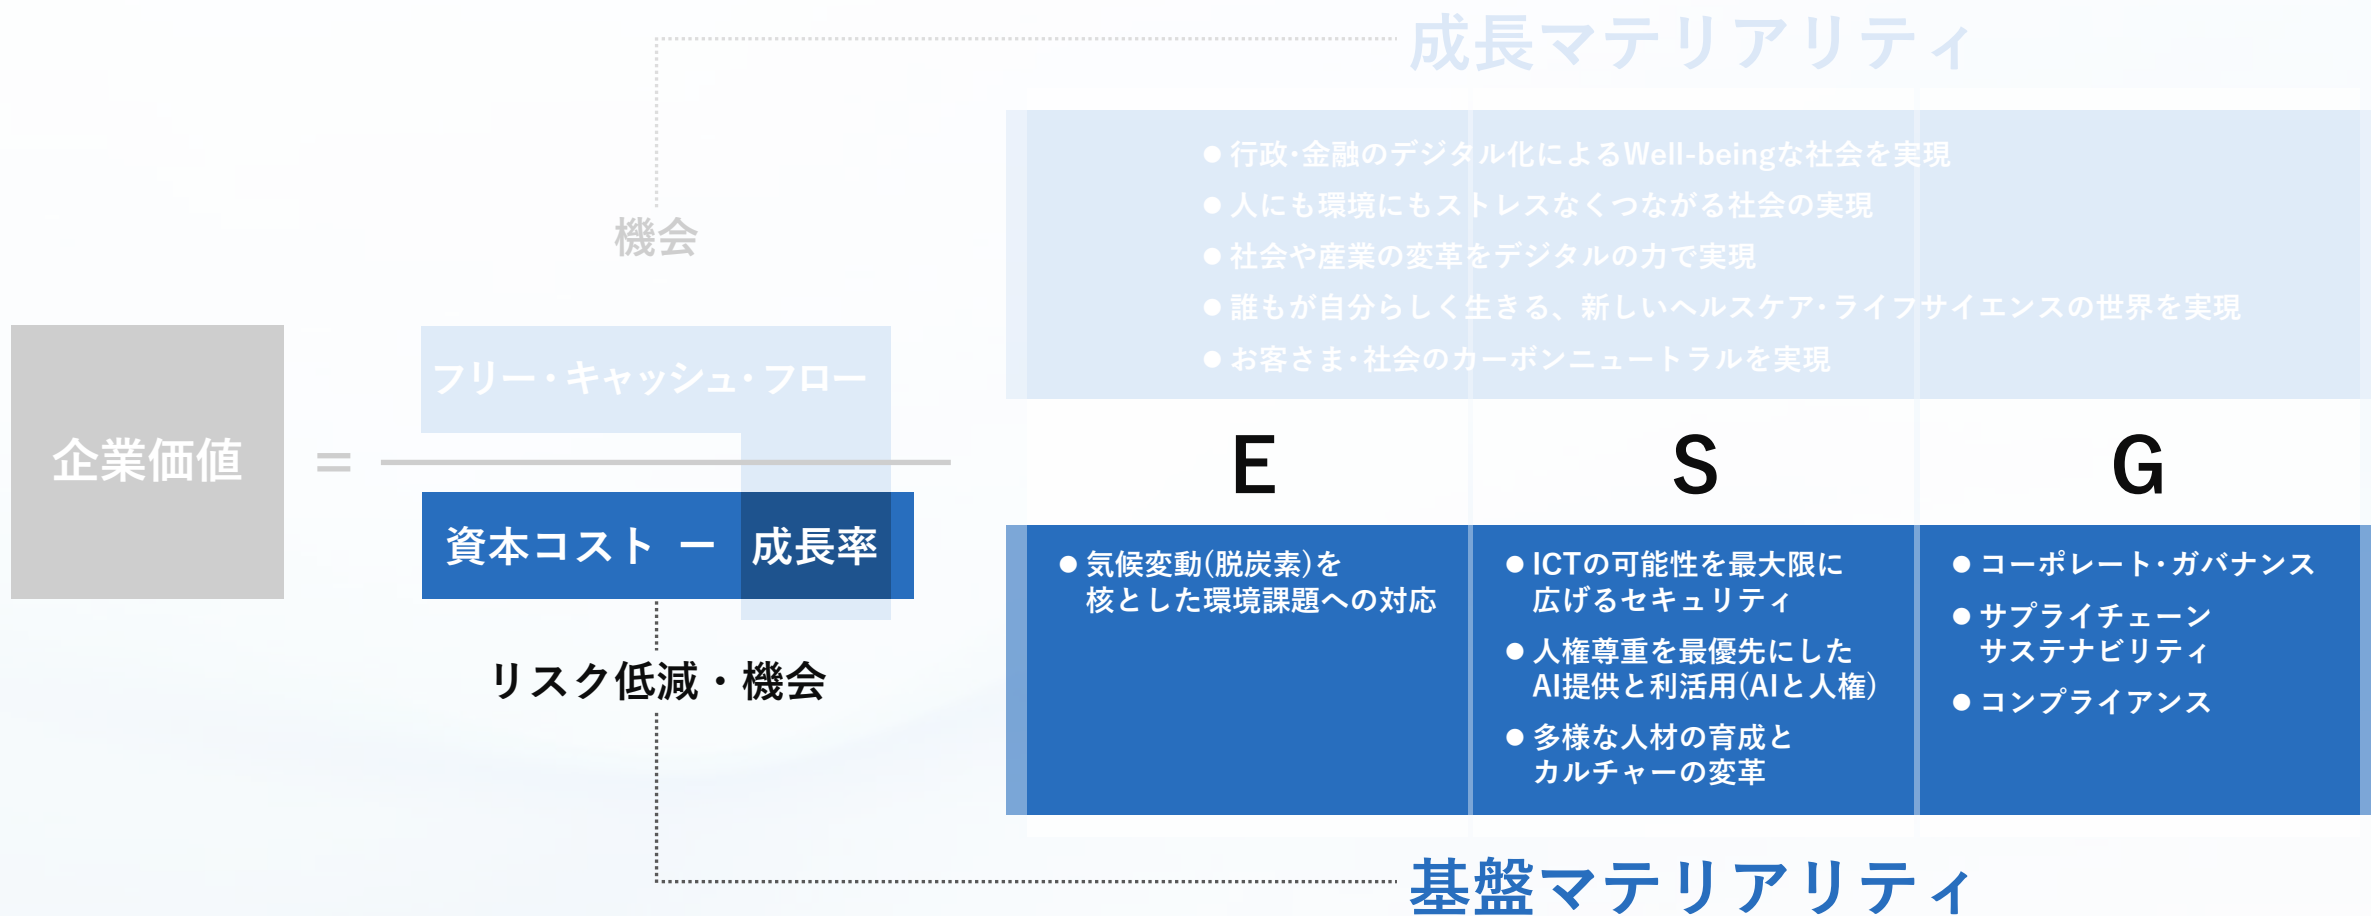 成長マテリアリティ
● 行政･金融のデジタル化によるWell-beingな社会を実現
● 人にも環境にもストレスなくつながる社会の実現
● 社会や産業の変革をデジタルの力で実現
● 誰もが自分らしく生きる、新しいヘルスケア･ライフサイエンスの世界を実現
● お客さま･社会のカーボンニュートラルを実現
機会
企業価値
＝
フリー・キャッシュ・フロー
資本コスト － 成長率
リスク低減・機会
E
S
G
● 気候変動(脱炭素)を
核とした環境課題への対応
● ICTの可能性を最大限に
広げるセキュリティ
● 人権尊重を最優先にした
AI提供と利活用(AIと人権)
● 多様な人材の育成と
カルチャーの変革
● コーポレート･ガバナンス
● サプライチェーン
サステナビリティ
● コンプライアンス
基盤マテリアリティ